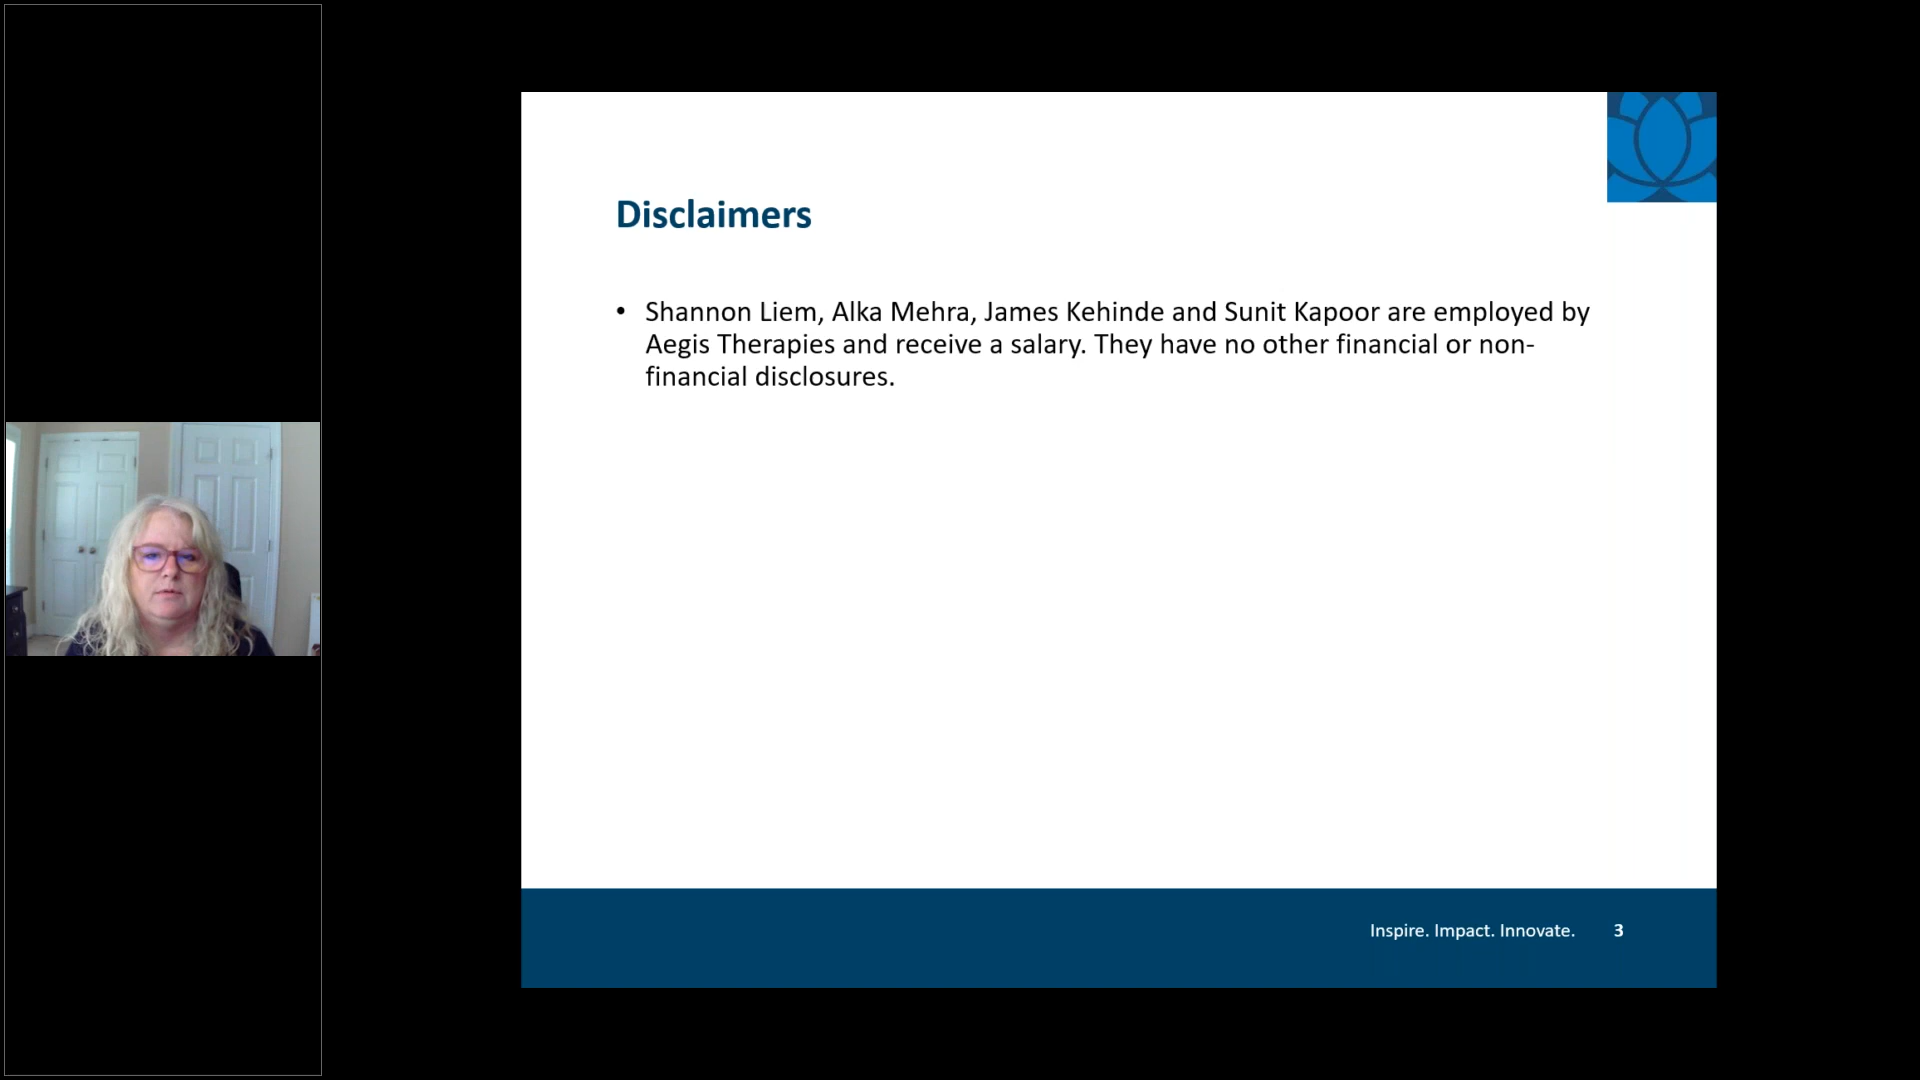 Disclaimers
• Shannon Liem, Alka Mehra, James Kehinde and Sunit Kapoor are employed by
Aegis Therapies and receive a salary. They have no other financial or non-
financial disclosures.
Inspire. Impact. Innovate. 3